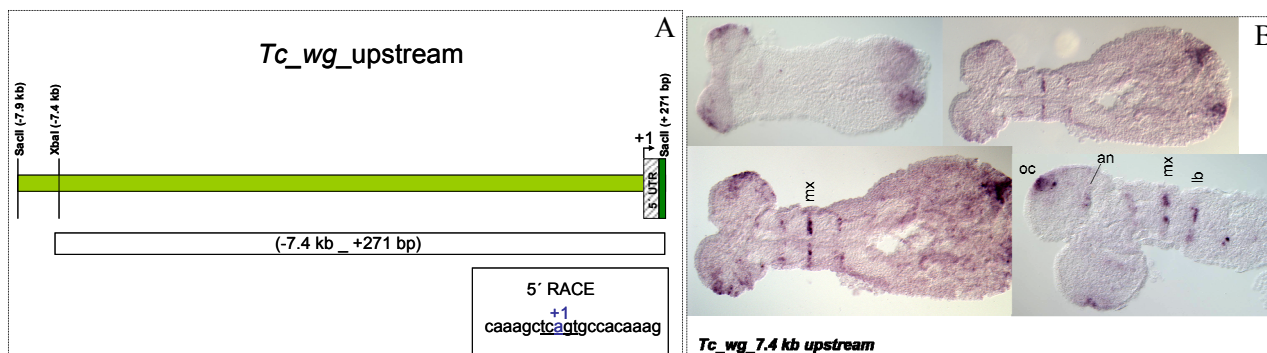 A
Tc_wg_upstream
SacII (-7.9 kb)
XbaI (-7.4 kb)
+1
SacII (+ 271 bp)
5´ UTR
(-7.4 kb _ +271 bp)
5´ RACE
+1
caaagctcagtgccacaaag
B
mx
oc
an
mx
lb
Tc_wg_7.4 kb upstream